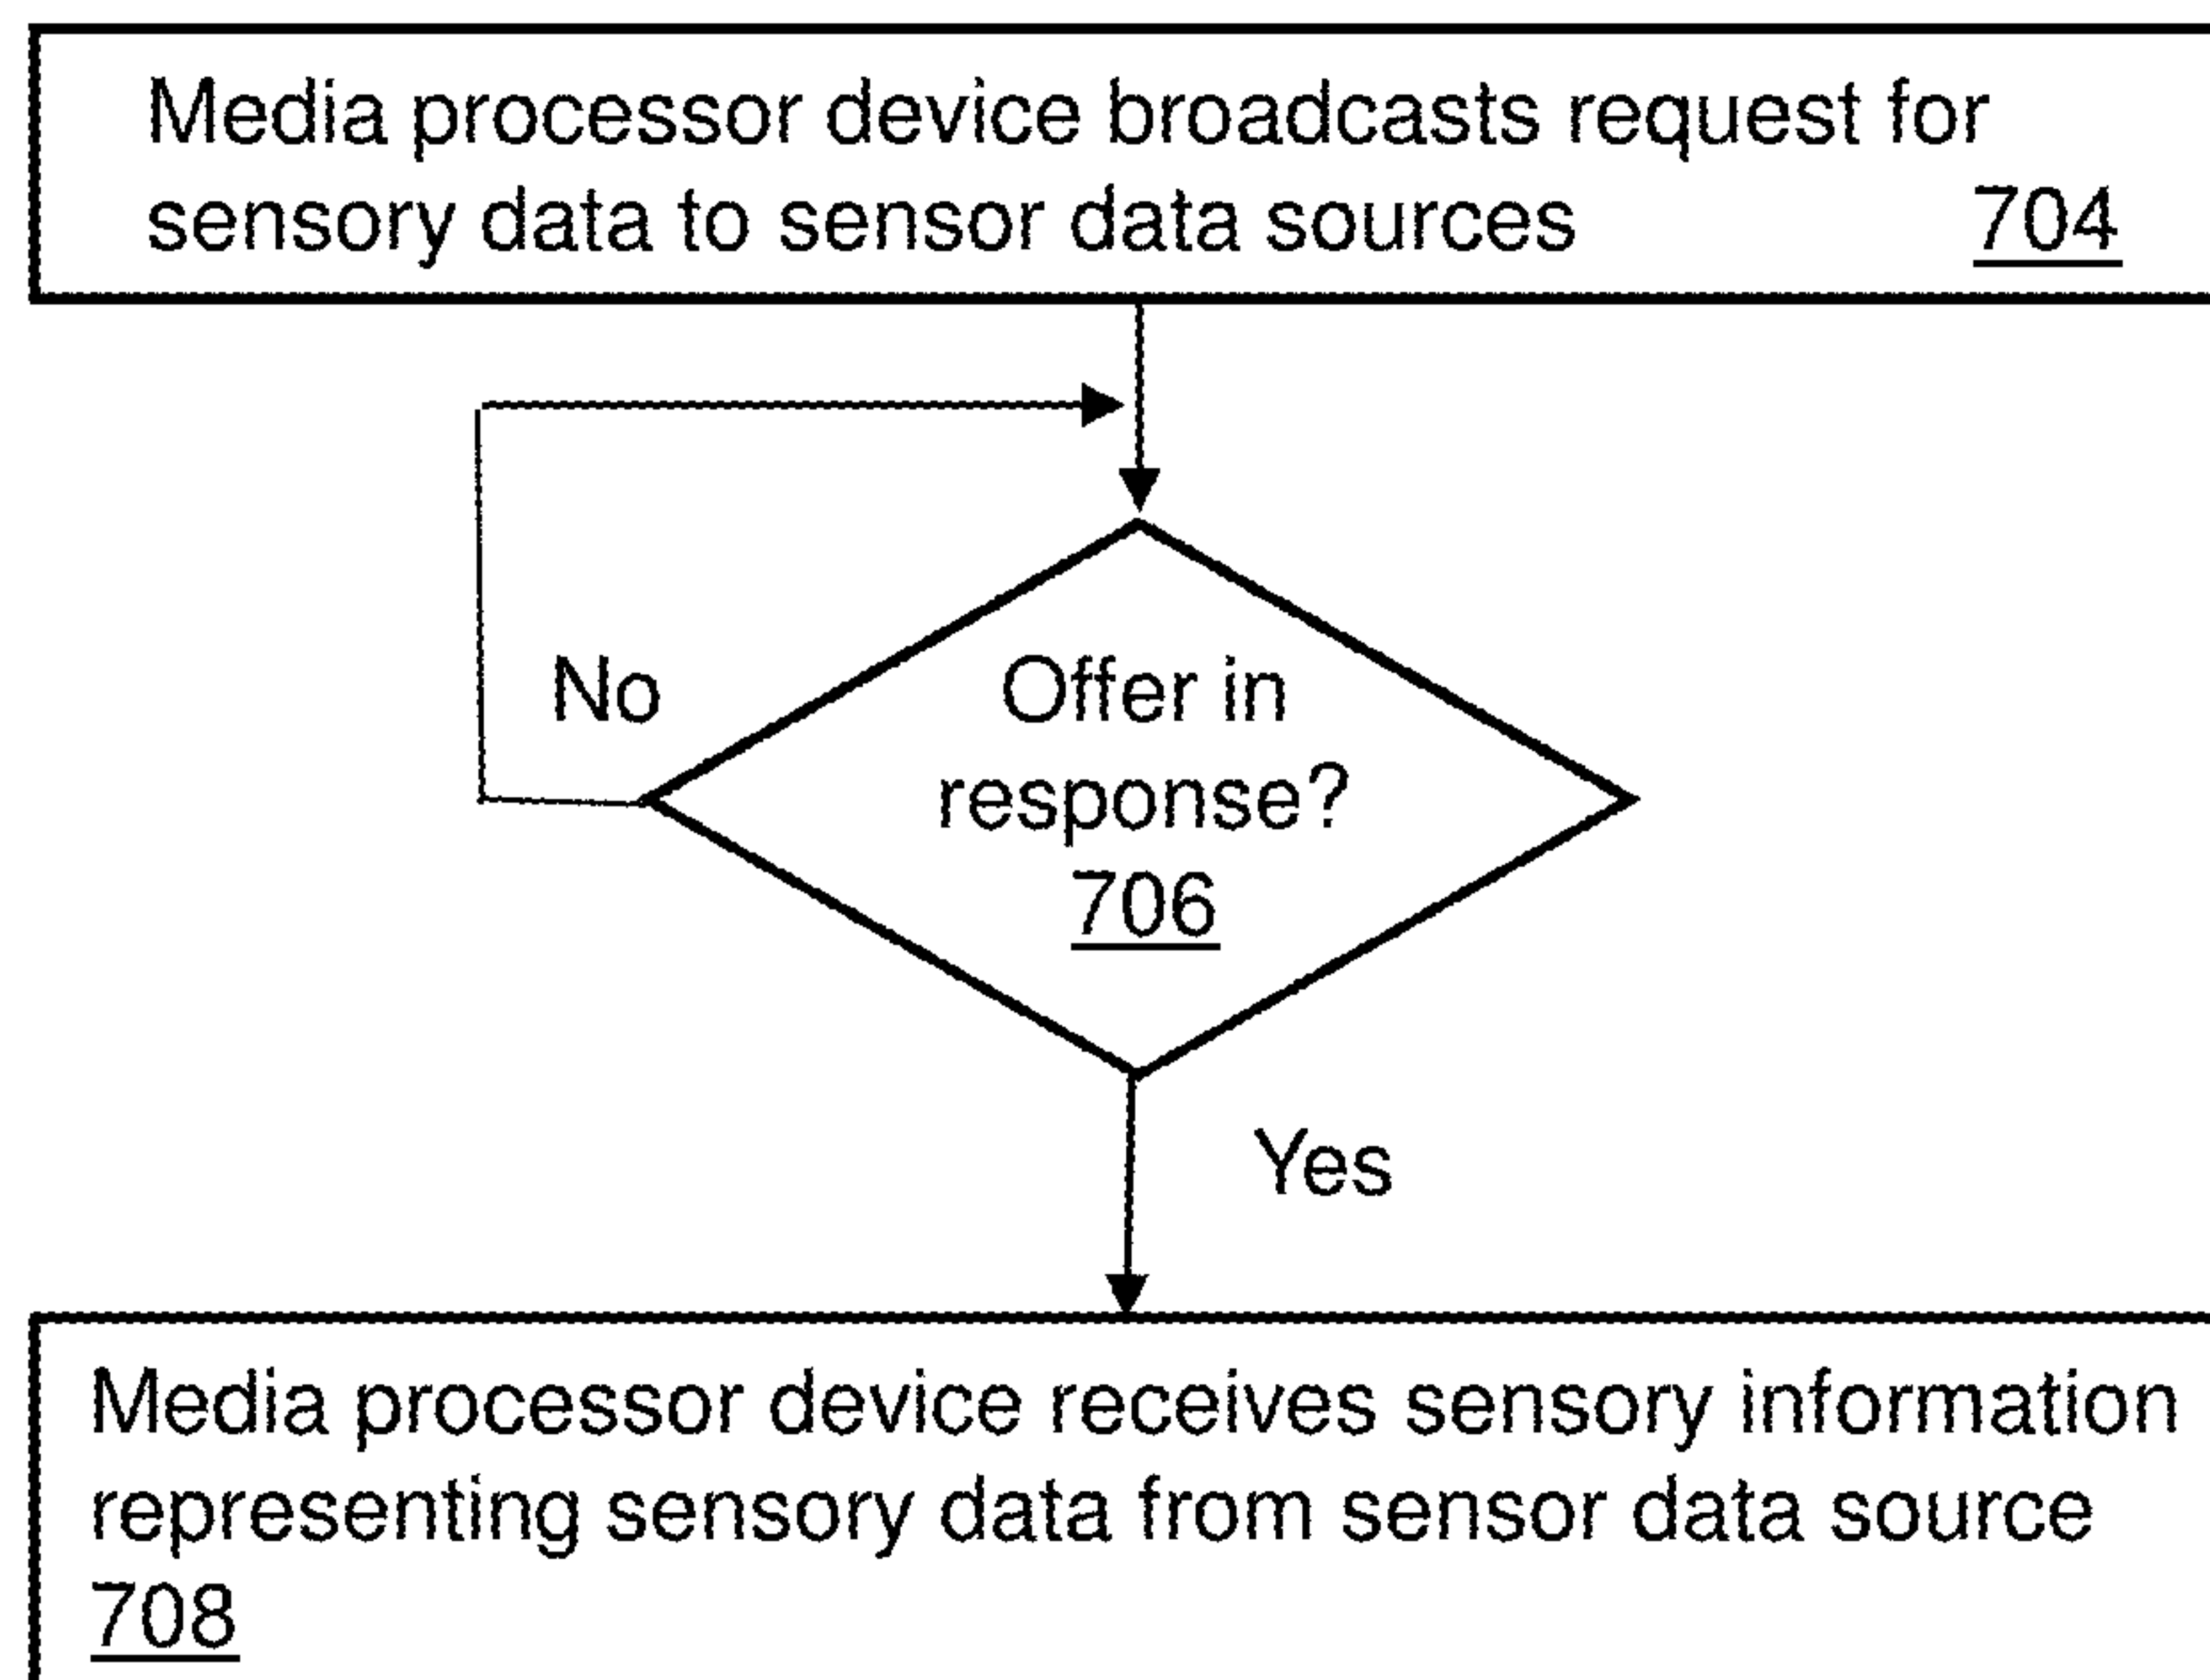 Media processor device broadcasts request for
sensory data to sensor data sources 704
No
Offer in
response?
706
Yes
Media processor device receives sensory information
representing sensory data from sensor data source
708